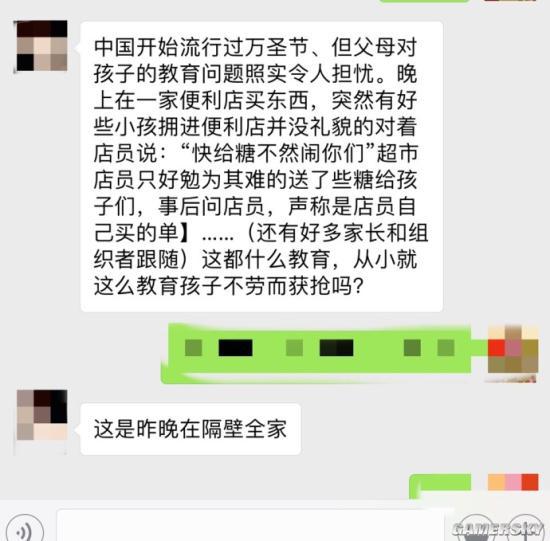 中国开始流行过万圣节、但父母对
孩子的教育问题照实令人担忧。晚
上在一家便利店买东西，突然有好
些小孩拥进便利店并没礼貌的对着
店员说：“快给糖不然闹你们”超市
店员只好勉为其难的送了些糖给孩
子们，事后问店员，声称是店员自
己买的单】……（还有好多家长和组
织者跟随）这都什么教育，从小就
这么教育孩子不劳而获抢吗？
这是昨晚在隔壁全家
GAMERSKY